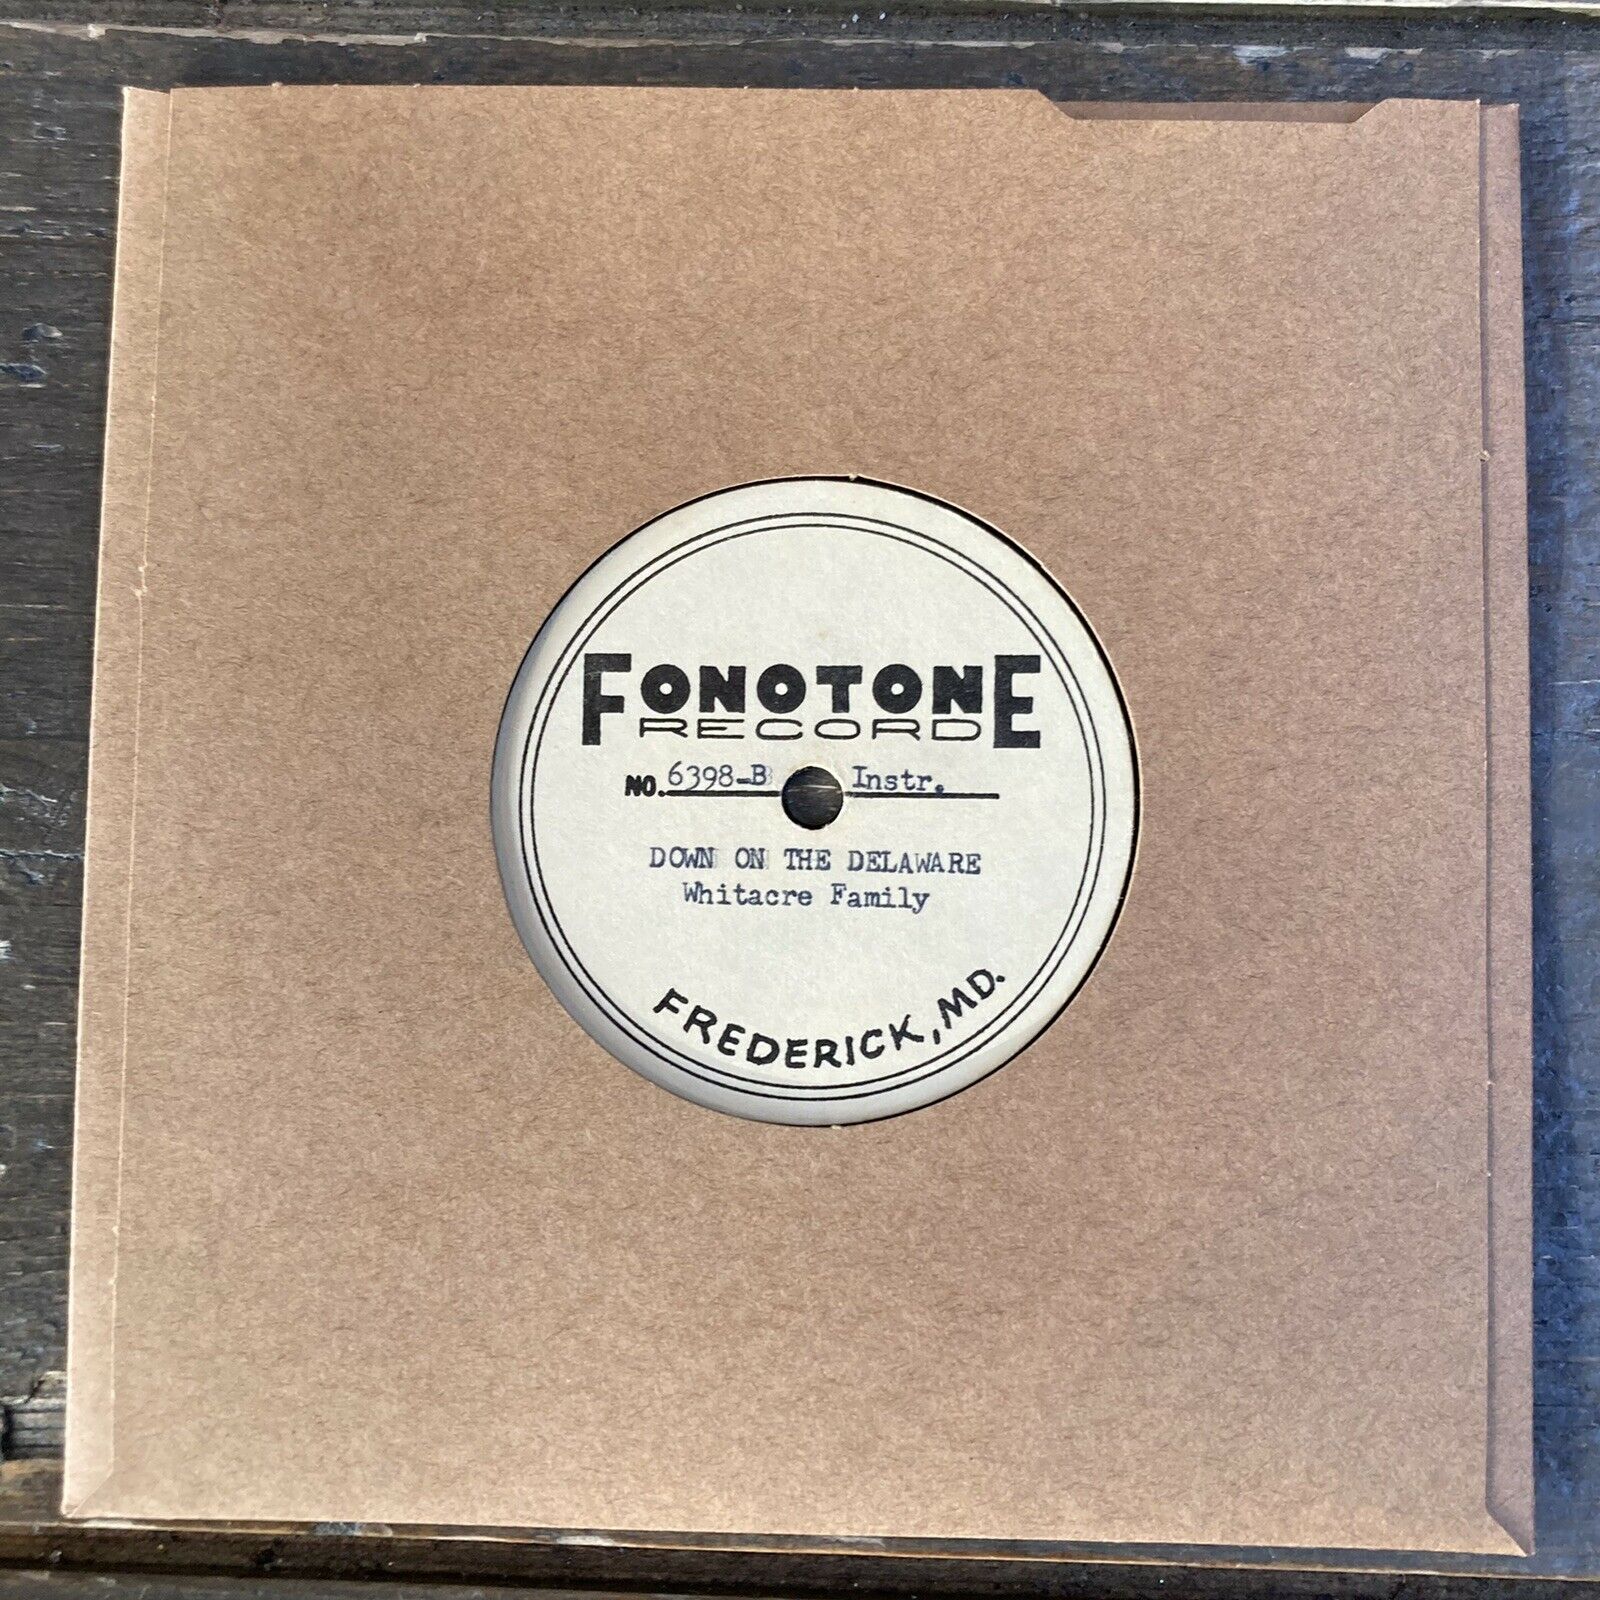 FONOTONE
RECORD
NO. 6398-B Instr.
DOWN ON THE DELAWARE
Whitacre Family
FREDERICK, MD.